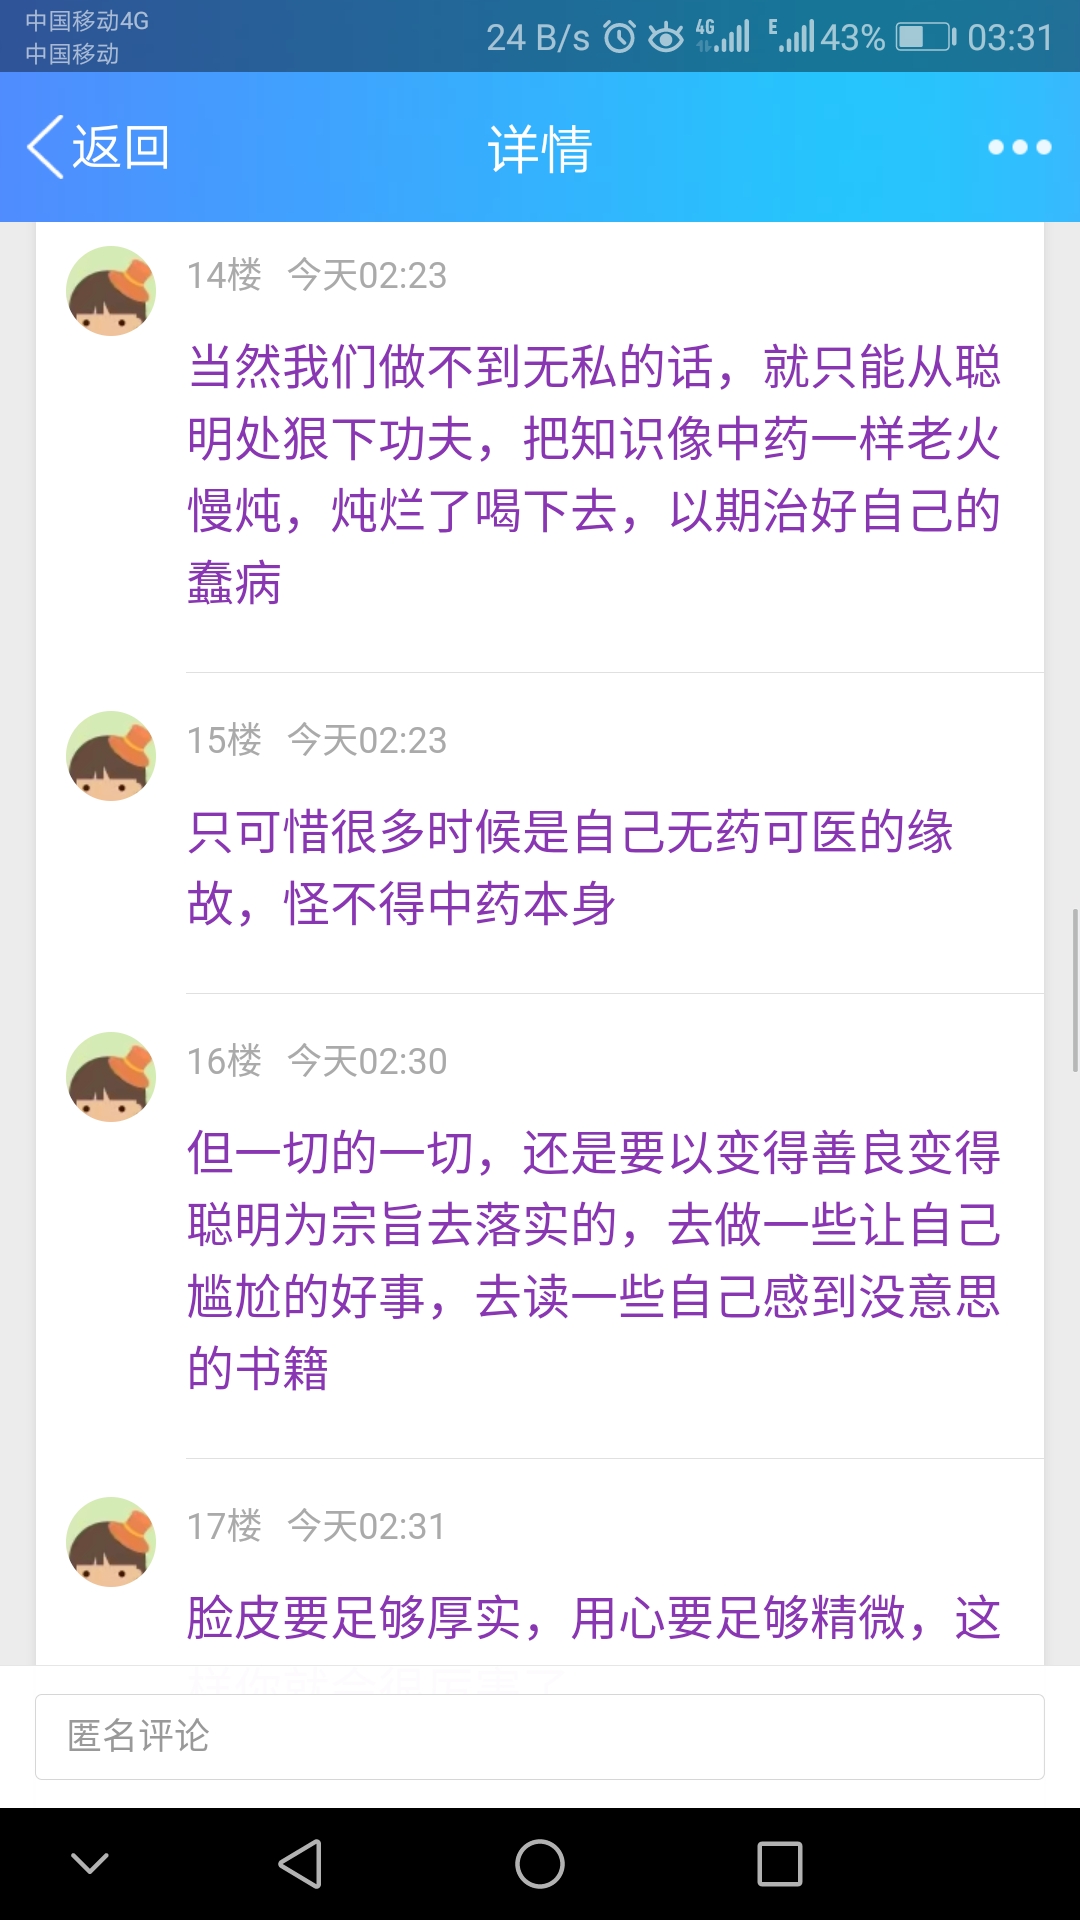 中国移动4G
中国移动
24 B/s 4G E 43% 03:31
返回
详情
14楼 今天02:23
当然我们做不到无私的话，就只能从聪
明处狠下功夫，把知识像中药一样老火
慢炖，炖烂了喝下去，以期治好自己的
蠢病
15楼 今天02:23
只可惜很多时候是自己无药可医的缘
故，怪不得中药本身
16楼 今天02:30
但一切的一切，还是要以变得善良变得
聪明为宗旨去落实的，去做一些让自己
尴尬的好事，去读一些自己感到没意思
的书籍
17楼 今天02:31
脸皮要足够厚实，用心要足够精微，这
样你就会很厉害了
匿名评论